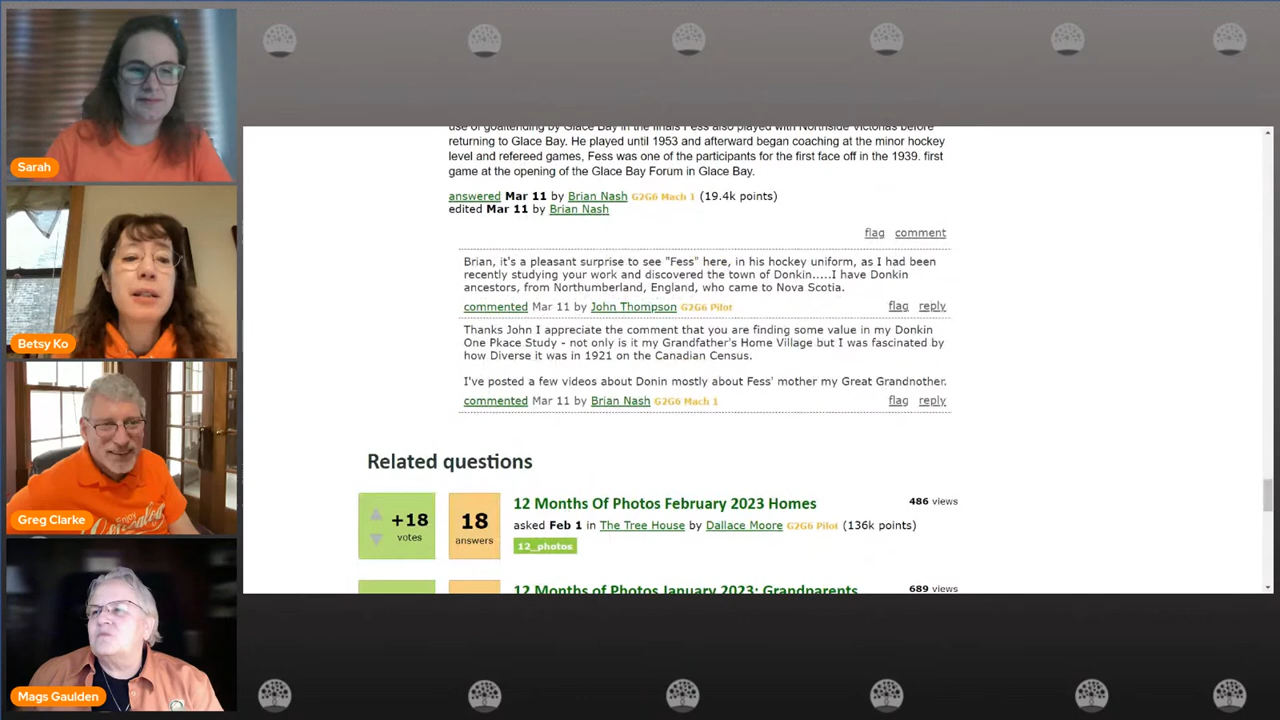 Sarah
Betsy Ko
Greg Clarke
ENJOY
Mags Gaulden
use of goaltending by Glace Bay in the finals Fess also played with Northside Victorias before
returning to Glace Bay. He played until 1953 and afterward began coaching at the minor hockey
level and refereed games, Fess was one of the participants for the first face off in the 1939. first
game at the opening of the Glace Bay Forum in Glace Bay.
answered Mar 11 by Brian Nash G2G6 Mach 1 (19.4k points)
edited Mar 11 by Brian Nash
flag comment
Brian, it's a pleasant surprise to see "Fess" here, in his hockey uniform, as I had been
recently studying your work and discovered the town of Donkin.....I have Donkin
ancestors, from Northumberland, England, who came to Nova Scotia.
commented Mar 11 by John Thompson G2G6 Pilot flag reply
Thanks John I appreciate the comment that you are finding some value in my Donkin
One Pkace Study - not only is it my Grandfather's Home Village but I was fascinated by
how Diverse it was in 1921 on the Canadian Census.
I've posted a few videos about Donin mostly about Fess' mother my Great Grandnother.
commented Mar 11 by Brian Nash G2G6 Mach 1 flag reply
Related questions
+18 votes
18 answers
12 Months Of Photos February 2023 Homes
486 views
asked Feb 1 in The Tree House by Dallace Moore G2G6 Pilot (136k points)
12_photos
12 Months of Photos January 2023: Grandparents
689 views